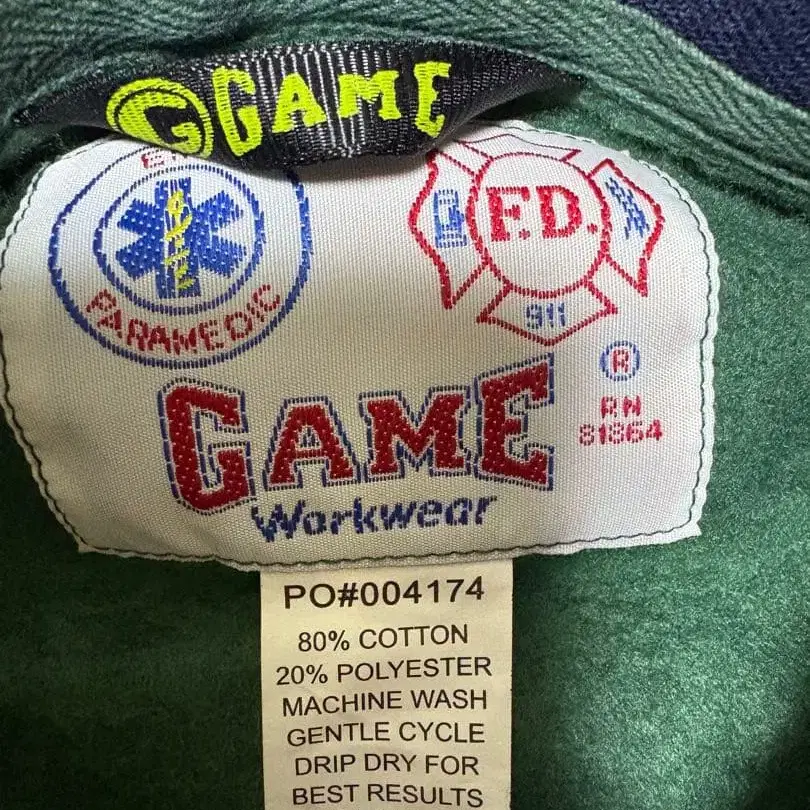 G GAME
PARAMEDIC
F.D.
911
®
RN
81864
GAME
Workwear
PO#004174
80% COTTON
20% POLYESTER
MACHINE WASH
GENTLE CYCLE
DRIP DRY FOR
BEST RESULTS